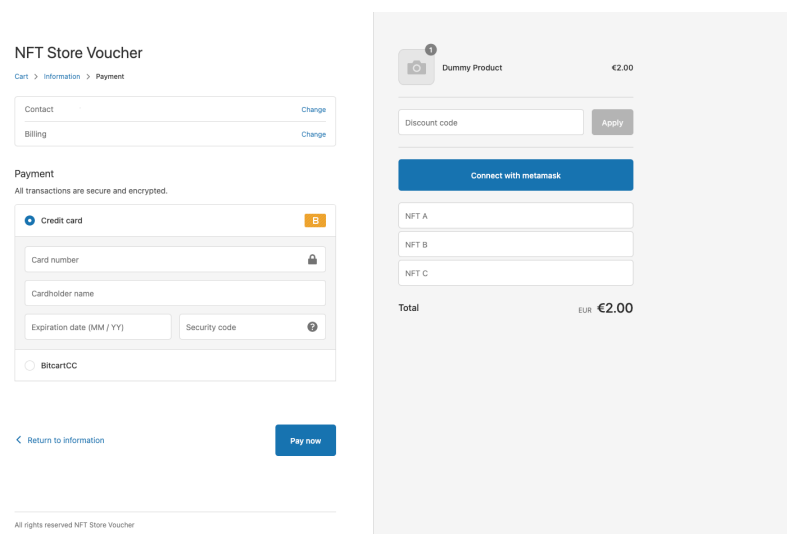 NFT Store Voucher
Cart > Information > Payment
Contact Change
Billing Change
Payment
All transactions are secure and encrypted.
Credit card B
Card number
Cardholder name
Expiration date (MM / YY) Security code ?
BitcartCC
< Return to information Pay now
All rights reserved NFT Store Voucher
1
Dummy Product €2.00
Discount code Apply
Connect with metamask
NFT A
NFT B
NFT C
Total EUR €2.00